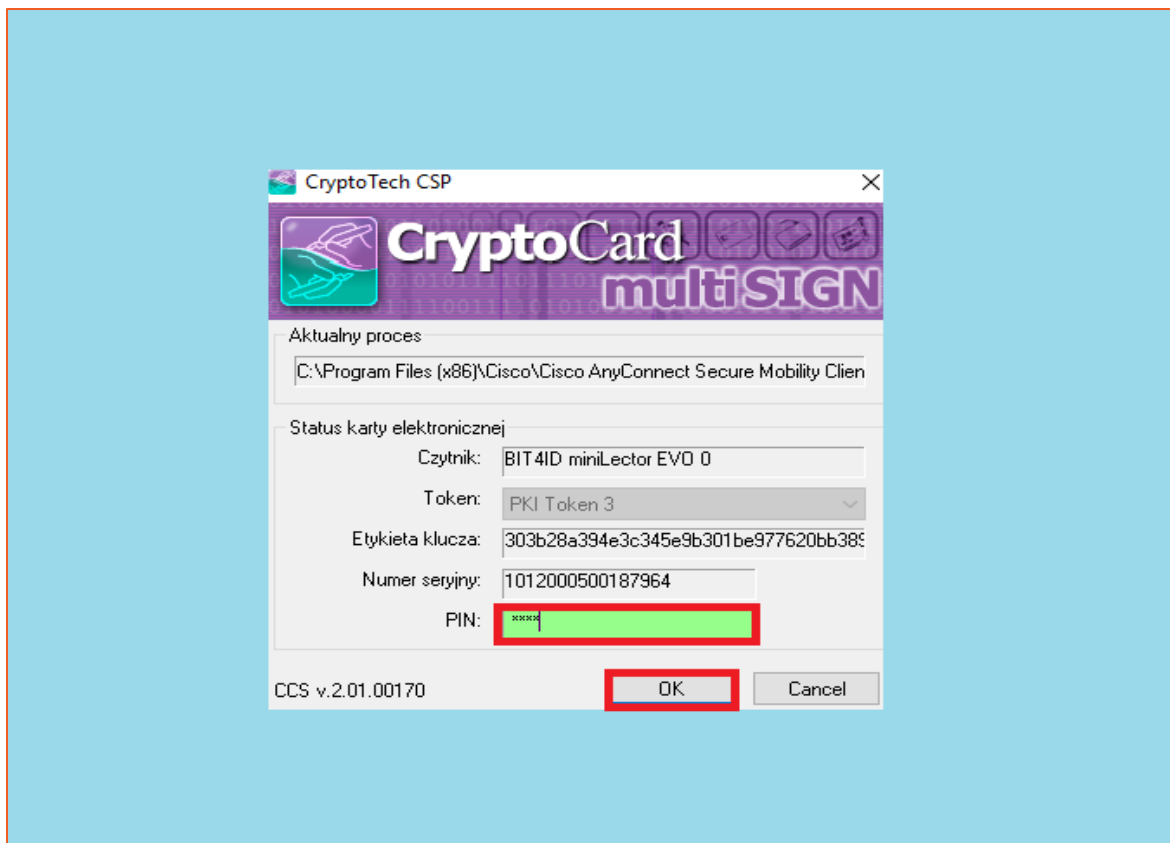 CryptoTech CSP
CryptoCard
multiSIGN
Aktualny proces
C:\Program Files (x86)\Cisco\Cisco AnyConnect Secure Mobility Clien
Status karty elektronicznej
Czytnik: BIT4ID miniLector EVO 0
Token: PKI Token 3
Etykieta klucza: 303b28a394e3c345e9b301be977620bb389
Numer seryjny: 1012000500187964
PIN: ****
CCS v.2.01.00170 OK Cancel